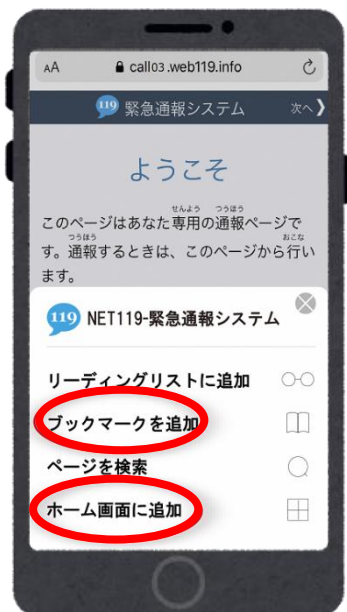 AA call03.web119.info
119 緊急通報システム 次へ❯
ようこそ
せんよう つうほう
このページはあなた専用の通報ページで
つうほう おこな
す。通報するときは、このページから行い
ます。
119 NET119-緊急通報システム
リーディングリストに追加
ブックマークを追加
ページを検索
ホーム画面に追加